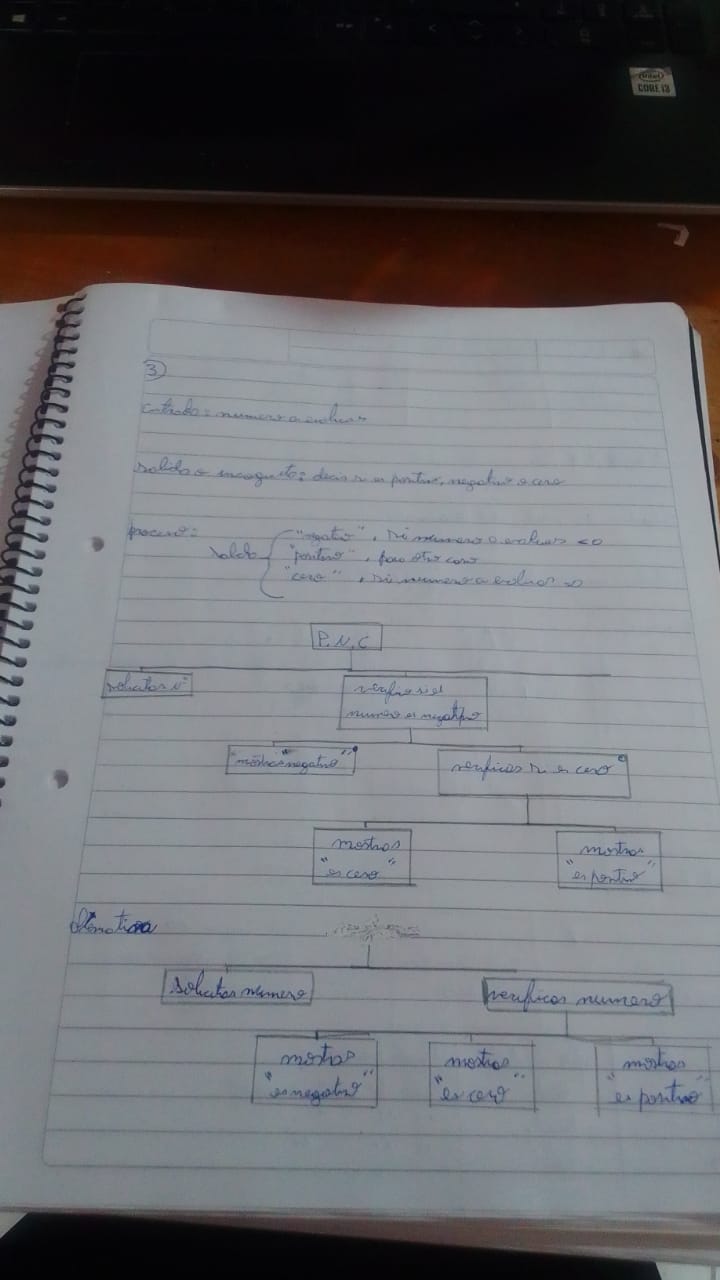 intel
CORE i3
3
entrada: numero a evaluar
salida o incognita: decir si es positivo, negativo o cero
proceso:
"negativo", si numero a evaluar <0
salida { "positivo", para otro caso
"cero", si numero a evaluar =0
P.N.C
solicitar Nº
verificar si el
numero es negativo
"mostrar negativo"
verificar si es cero
mostrar
"es cero"
mostrar
"es positivo"
solicitar numero
verificar numero
mostrar
"es negativo"
mostrar
"es cero"
mostrar
"es positivo"